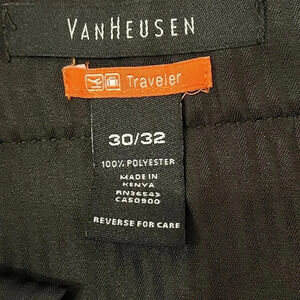 VANHEUSEN
Traveler
30/32
100% POLYESTER
MADE IN
KENYA
RN36543
CA50900
REVERSE FOR CARE